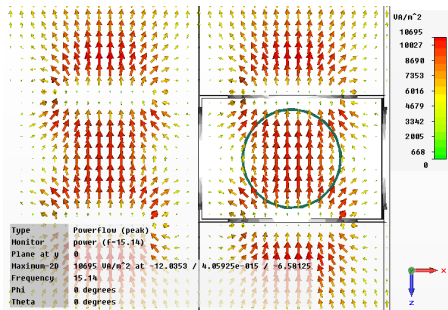 VA/m^2
10695
10027
8690
7353
6016
4679
3342
2005
668
0
Type Powerflow (peak)
Monitor power (f=15.14)
Plane at y 0
Maximum-2D 10695 VA/m^2 at -12.0353 / 4.05925e-015 / -6.58125
Frequency 15.14
Phi 0 degrees
Theta 0 degrees
x
z